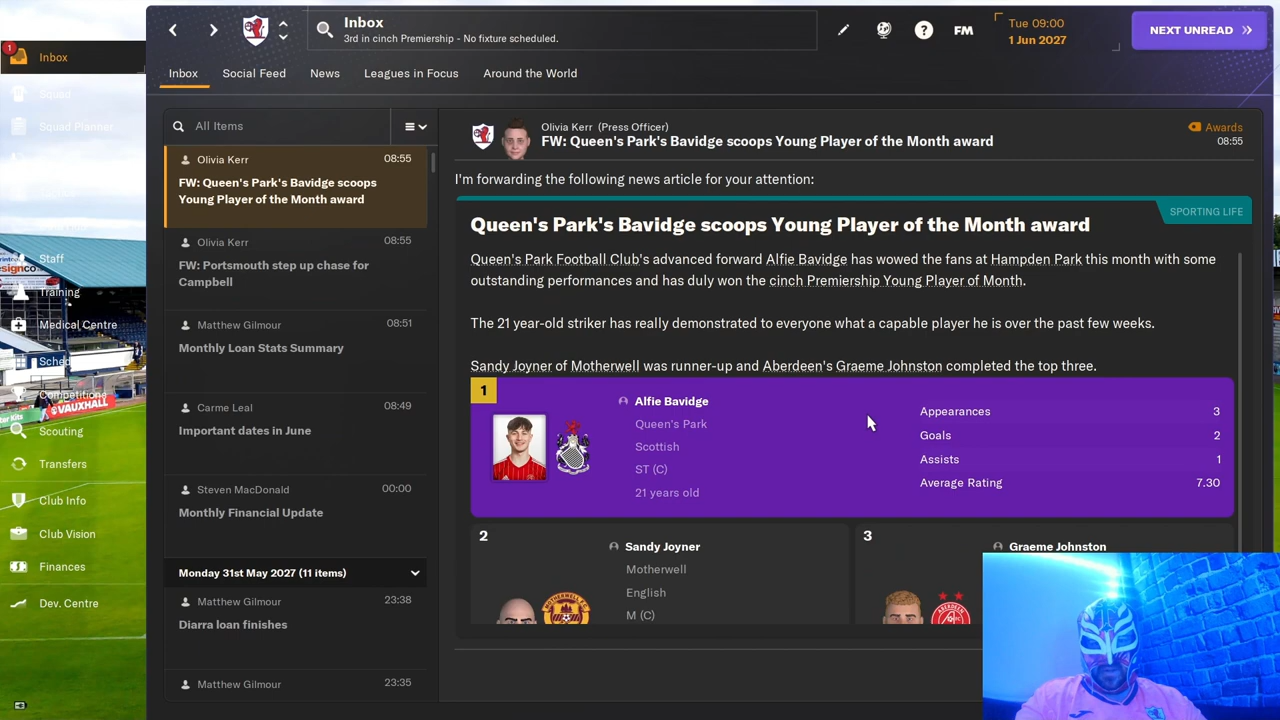 Inbox
3rd in cinch Premiership - No fixture scheduled.
FM
Tue 09:00
1 Jun 2027
NEXT UNREAD
1
Inbox
Squad
Squad Planner
Staff
Training
Medical Centre
Sched
Competitions
VAUXHALL
Scouting
Transfers
Club Info
Club Vision
Finances
Dev. Centre
Inbox
Social Feed
News
Leagues in Focus
Around the World
All Items
Olivia Kerr
08:55
FW: Queen's Park's Bavidge scoops
Young Player of the Month award
Olivia Kerr
08:55
FW: Portsmouth step up chase for
Campbell
Matthew Gilmour
08:51
Monthly Loan Stats Summary
Carme Leal
08:49
Important dates in June
Steven MacDonald
00:00
Monthly Financial Update
Monday 31st May 2027 (11 items)
Matthew Gilmour
23:38
Diarra loan finishes
Matthew Gilmour
23:35
Olivia Kerr (Press Officer)
FW: Queen's Park's Bavidge scoops Young Player of the Month award
Awards
08:55
I'm forwarding the following news article for your attention:
SPORTING LIFE
Queen's Park's Bavidge scoops Young Player of the Month award
Queen's Park Football Club's advanced forward Alfie Bavidge has wowed the fans at Hampden Park this month with some
outstanding performances and has duly won the cinch Premiership Young Player of Month.
The 21 year-old striker has really demonstrated to everyone what a capable player he is over the past few weeks.
Sandy Joyner of Motherwell was runner-up and Aberdeen's Graeme Johnston completed the top three.
1
Alfie Bavidge
Queen's Park
Scottish
ST (C)
21 years old
Appearances 3
Goals 2
Assists 1
Average Rating 7.30
2
Sandy Joyner
Motherwell
English
M (C)
3
Graeme Johnston